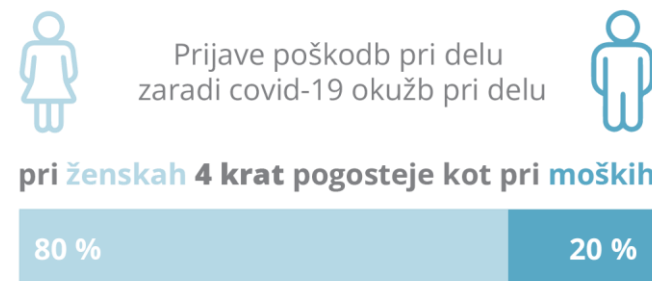 Prijave poškodb pri delu
zaradi covid-19 okužb pri delu
pri ženskah 4 krat pogosteje kot pri moških
80 % 20 %